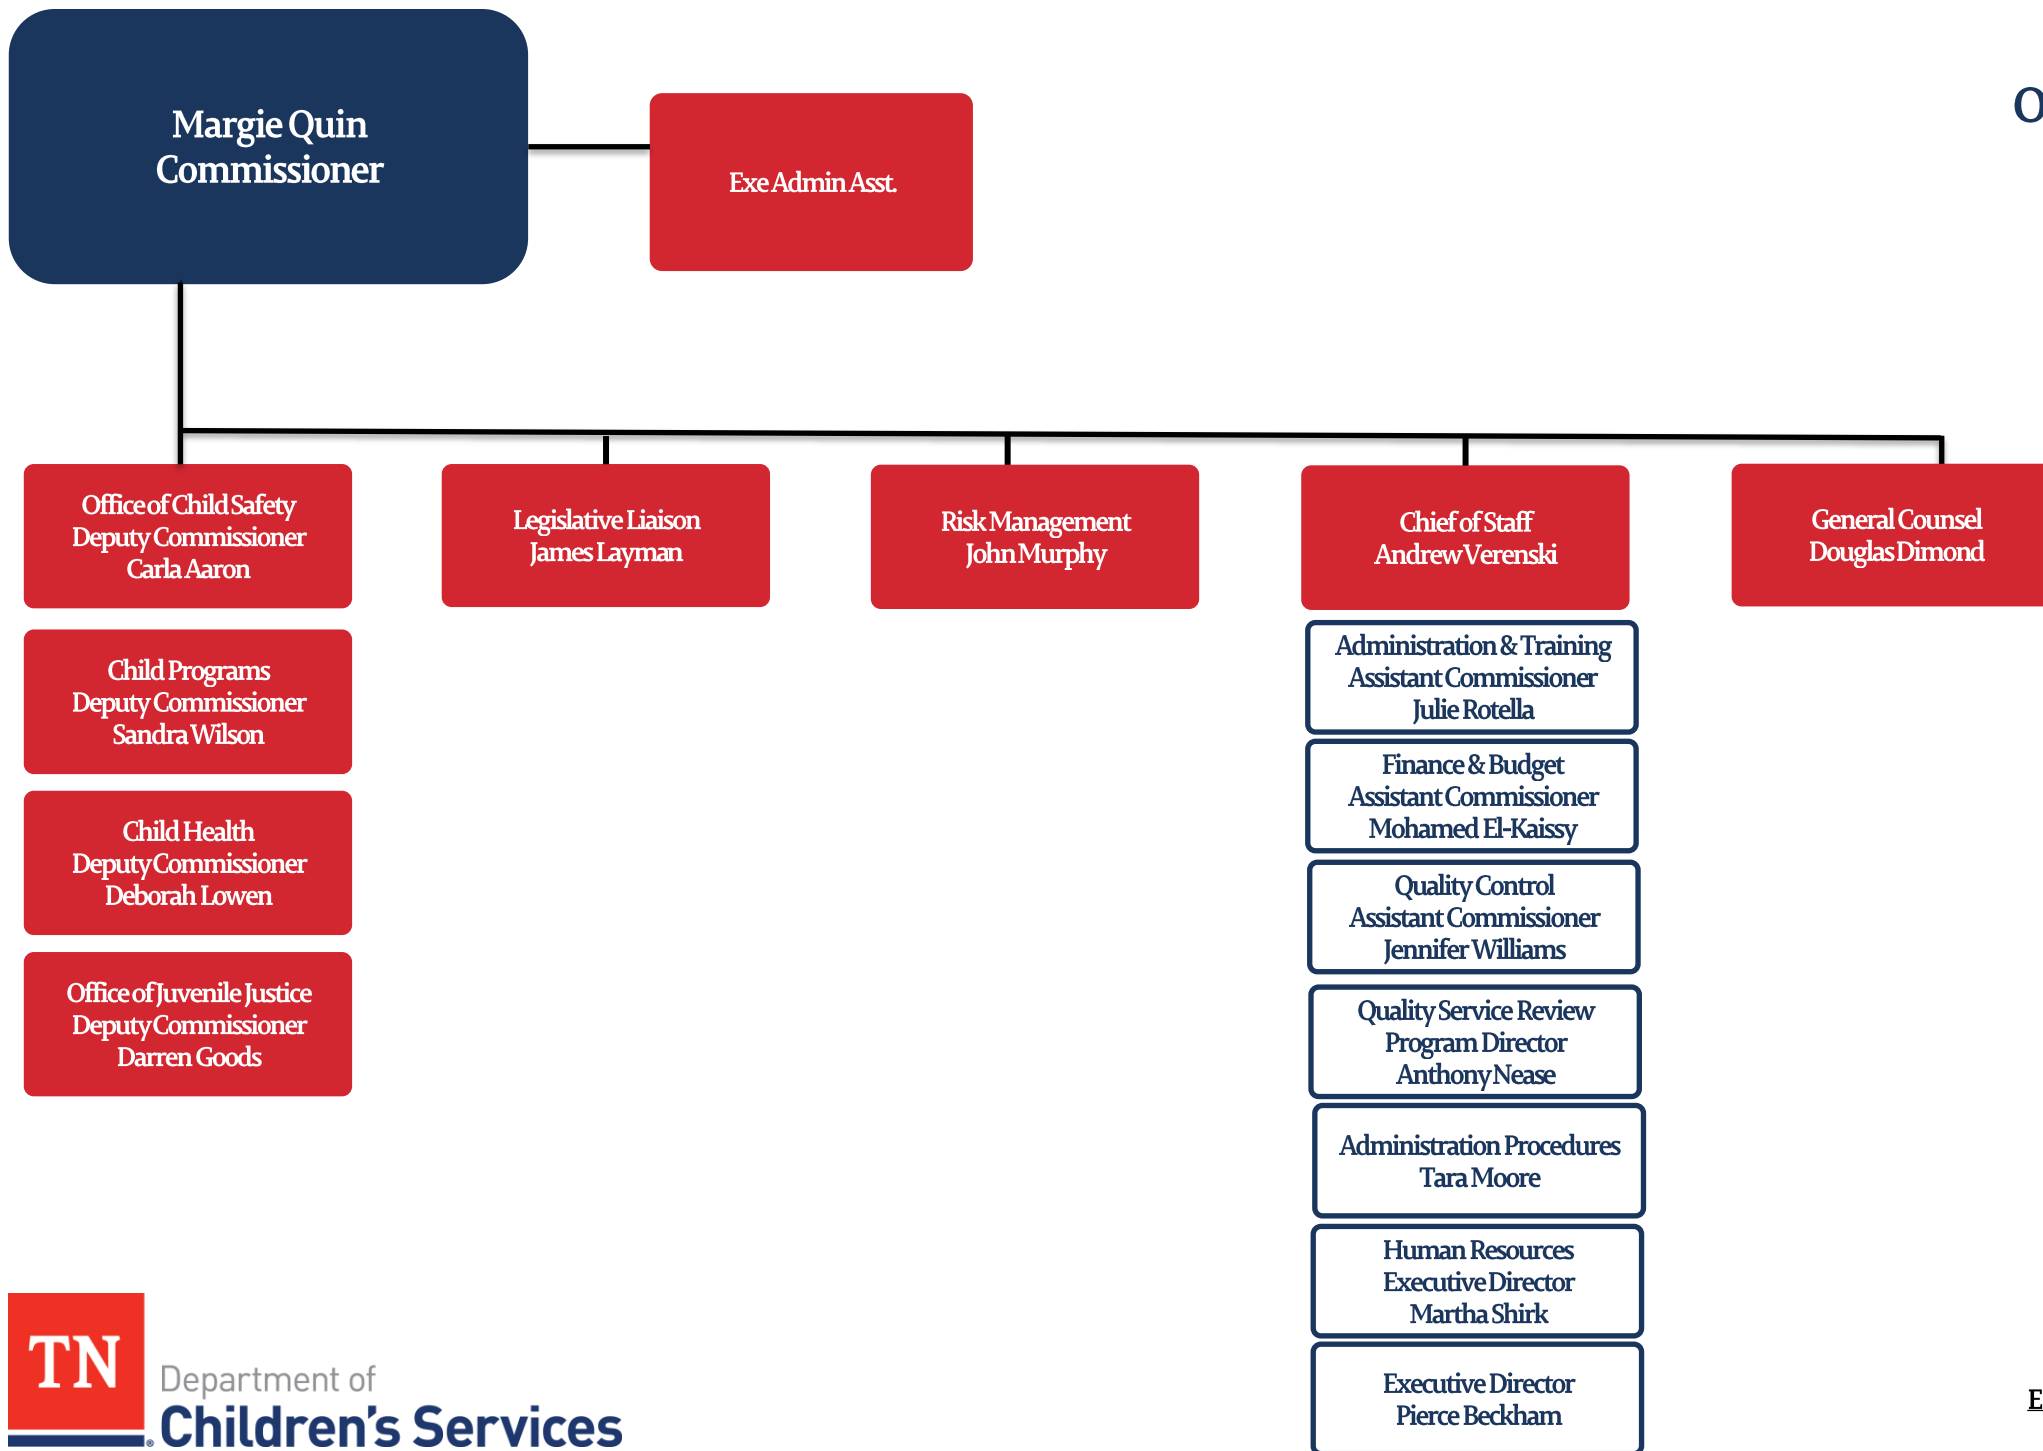 Margie Quin
Commissioner
Exe Admin Asst.
Office of Child Safety
Deputy Commissioner
Carla Aaron
Child Programs
Deputy Commissioner
Sandra Wilson
Child Health
Deputy Commissioner
Deborah Lowen
Office of Juvenile Justice
Deputy Commissioner
Darren Goods
Legislative Liaison
James Layman
Risk Management
John Murphy
Chief of Staff
Andrew Verenski
Administration & Training
Assistant Commissioner
Julie Rotella
Finance & Budget
Assistant Commissioner
Mohamed El-Kaissy
Quality Control
Assistant Commissioner
Jennifer Williams
Quality Service Review
Program Director
Anthony Nease
Administration Procedures
Tara Moore
Human Resources
Executive Director
Martha Shirk
Executive Director
Pierce Beckham
General Counsel
Douglas Dimond
TN
Department of
Children's Services